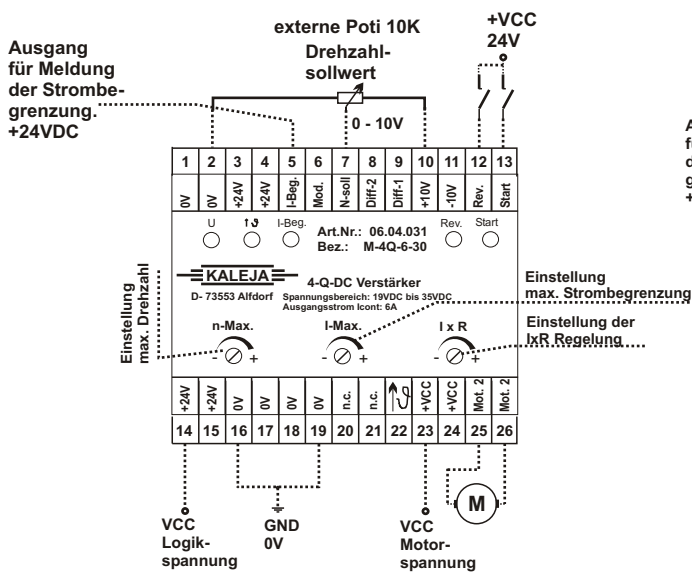 externe Poti 10K
Drehzahl-
sollwert
+VCC
24V
Ausgang
für Meldung
der Strombe-
grenzung.
+24VDC
0 - 10V
1 2 3 4 5 6 7 8 9 10 11 12 13
0V 0V +24V +24V I-Beg. Mod. N-soll Diff-2 Diff-1 +10V -10V Rev. Start
U ↑ϑ I-Beg. Rev. Start
Art.Nr.: 06.04.031
Bez.: M-4Q-6-30
KALEJA
D- 73553 Alfdorf
4-Q-DC Verstärker
Spannungsbereich: 19VDC bis 35VDC
Ausgangsstrom Icont: 6A
Einstellung
max. Drehzahl
n-Max. I-Max. I x R
- + - + - +
Einstellung
max. Strombegrenzung
Einstellung der
IxR Regelung
+24V +24V 0V 0V 0V 0V n.c. n.c. ↑ϑ +VCC +VCC Mot. 2 Mot. 2
14 15 16 17 18 19 20 21 22 23 24 25 26
M
VCC
Logik-
spannung
GND
0V
VCC
Motor-
spannung